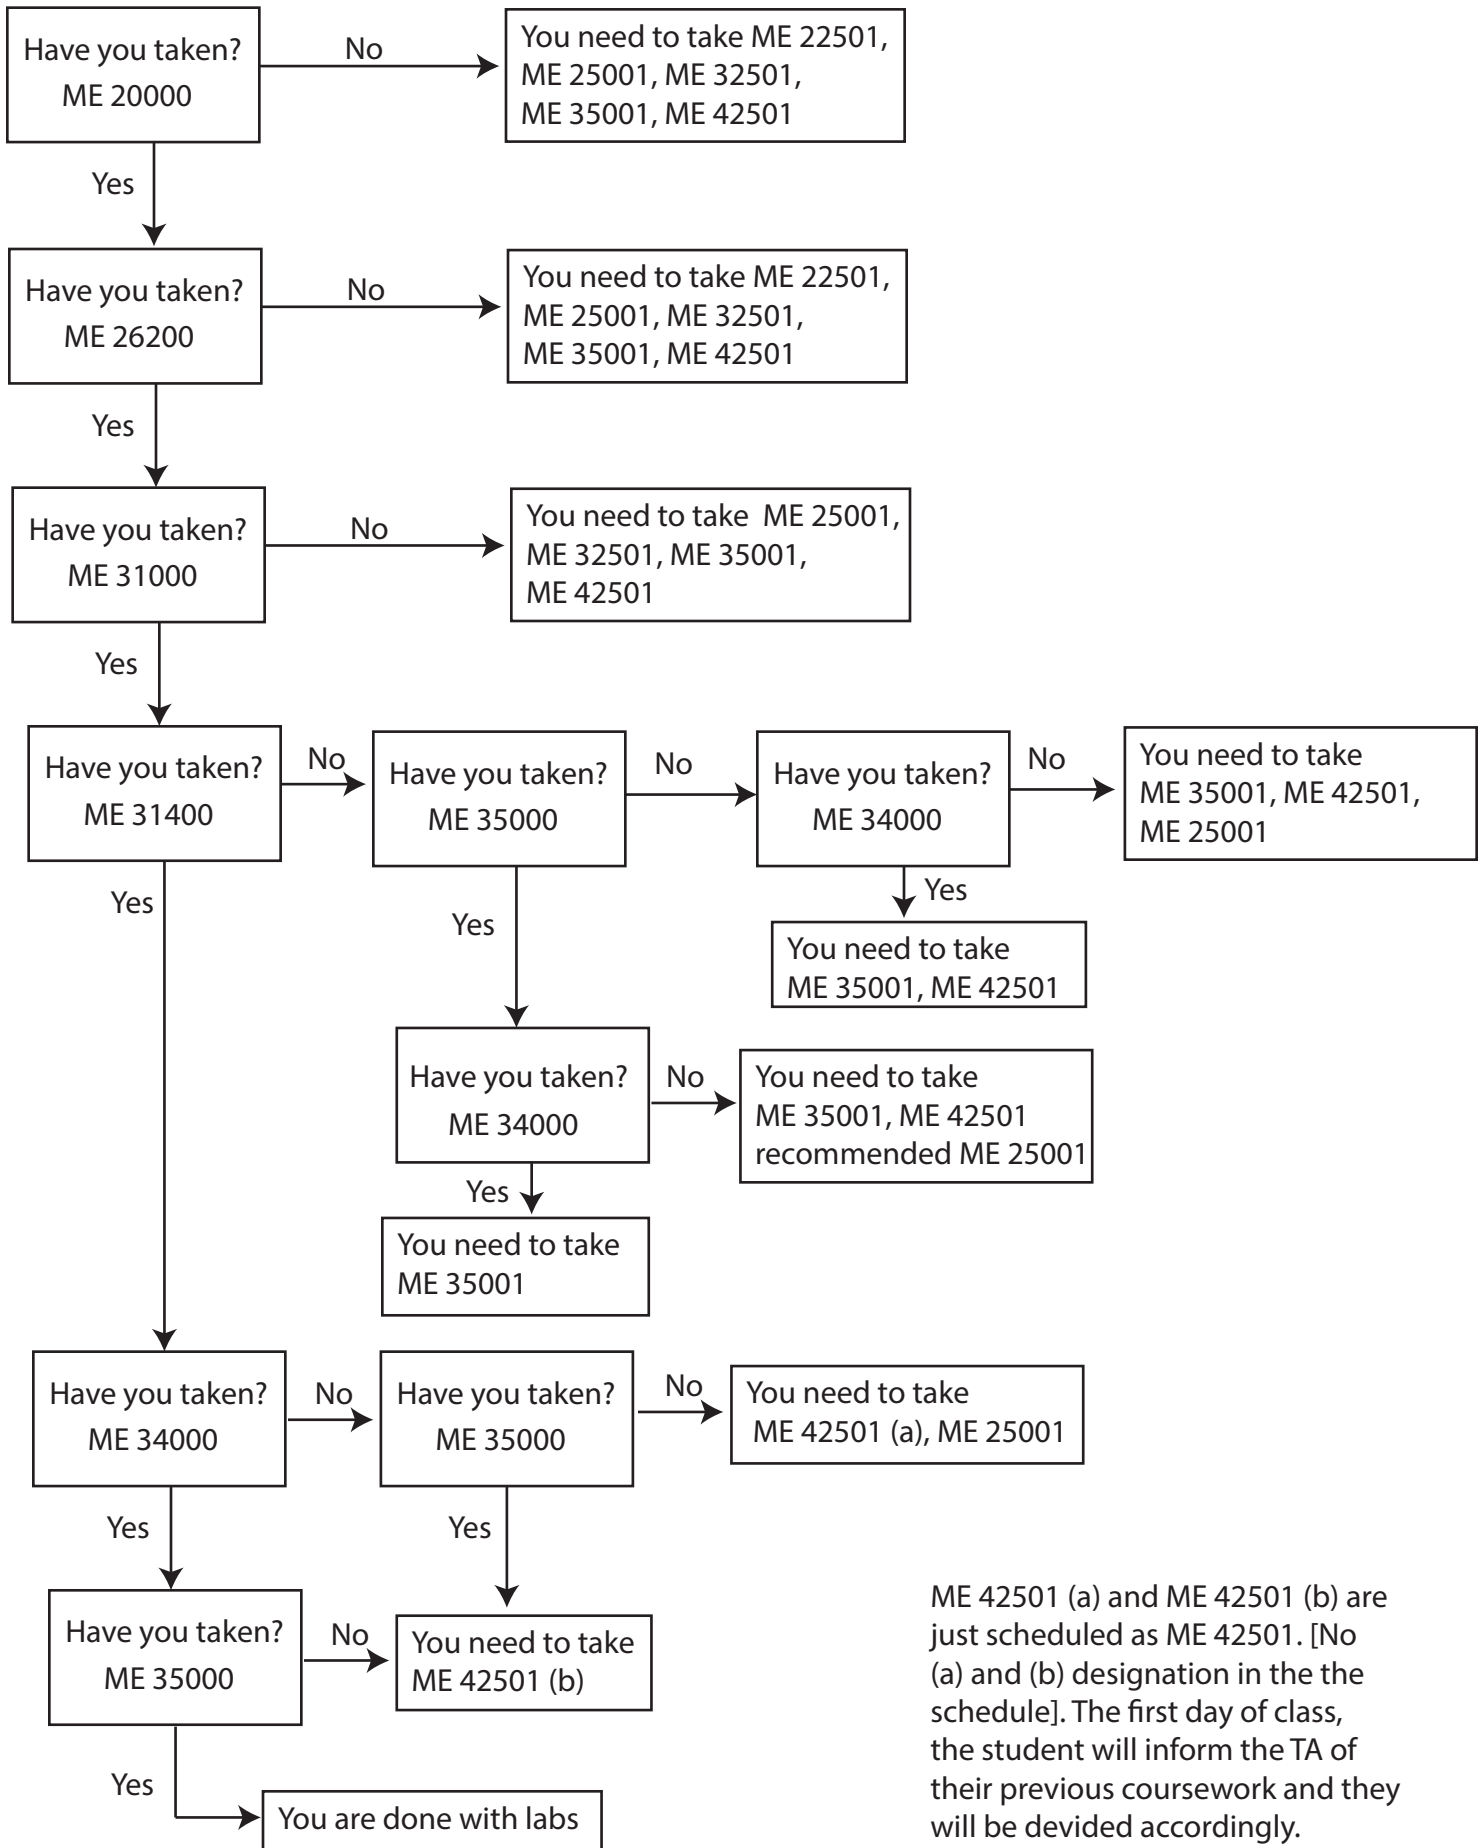 Have you taken?
ME 20000
No
You need to take ME 22501,
ME 25001, ME 32501,
ME 35001, ME 42501
Yes
Have you taken?
ME 26200
No
You need to take ME 22501,
ME 25001, ME 32501,
ME 35001, ME 42501
Yes
Have you taken?
ME 31000
No
You need to take  ME 25001,
ME 32501, ME 35001,
ME 42501
Yes
Have you taken?
ME 31400
No
Have you taken?
ME 35000
No
Have you taken?
ME 34000
No
You need to take
ME 35001, ME 42501,
ME 25001
Yes
You need to take
ME 35001, ME 42501
Yes
Have you taken?
ME 34000
No
You need to take
ME 35001, ME 42501
recommended ME 25001
Yes
You need to take
ME 35001
Yes
Have you taken?
ME 34000
No
Have you taken?
ME 35000
No
You need to take
ME 42501 (a), ME 25001
Yes
Yes
Have you taken?
ME 35000
No
You need to take
ME 42501 (b)
Yes
You are done with labs
ME 42501 (a) and ME 42501 (b) are
just scheduled as ME 42501. [No
(a) and (b) designation in the the
schedule]. The first day of class,
the student will inform the TA of
their previous coursework and they
will be devided accordingly.